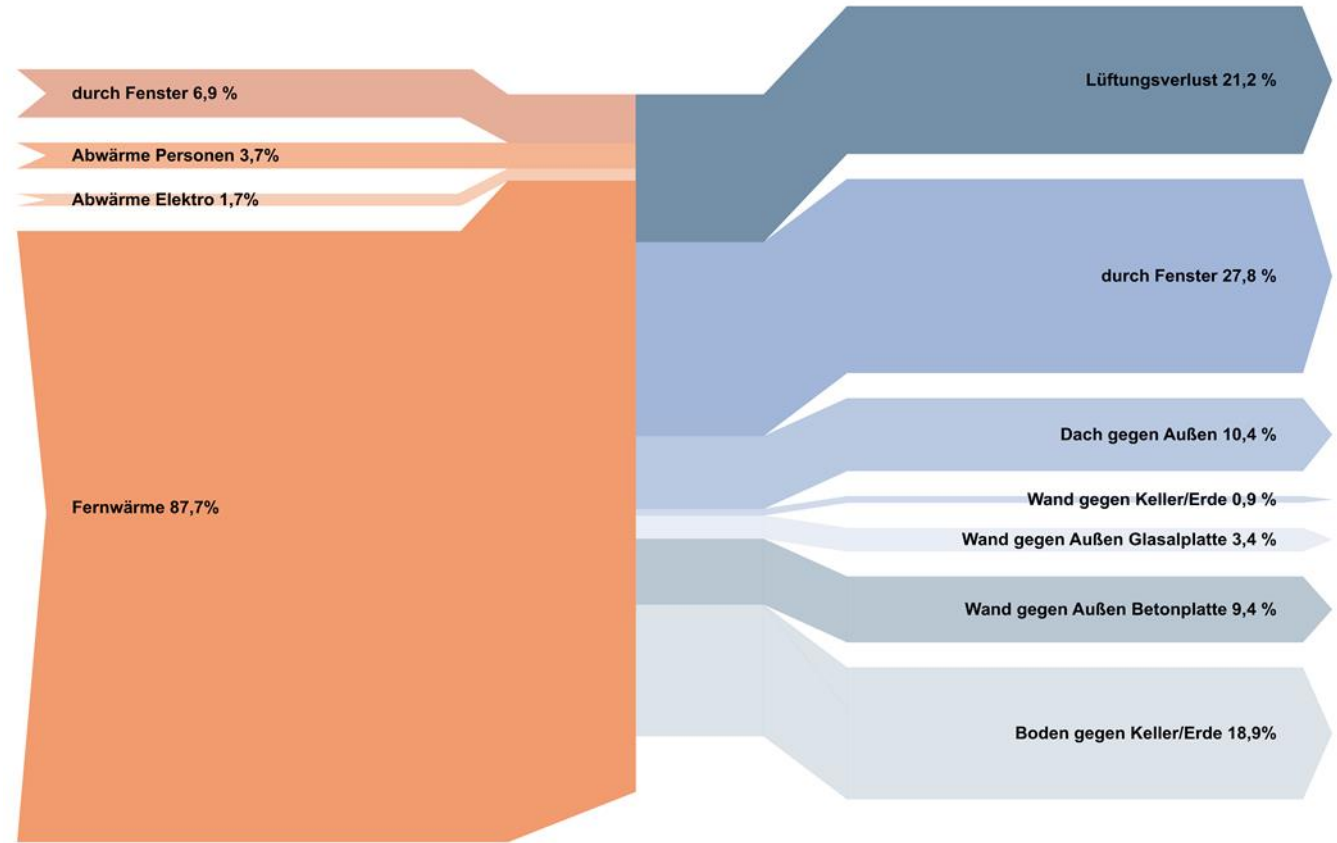 durch Fenster 6,9 %
Abwärme Personen 3,7%
Abwärme Elektro 1,7%
Fernwärme 87,7%
Lüftungsverlust 21,2 %
durch Fenster 27,8 %
Dach gegen Außen 10,4 %
Wand gegen Keller/Erde 0,9 %
Wand gegen Außen Glasalplatte 3,4 %
Wand gegen Außen Betonplatte 9,4 %
Boden gegen Keller/Erde 18,9%